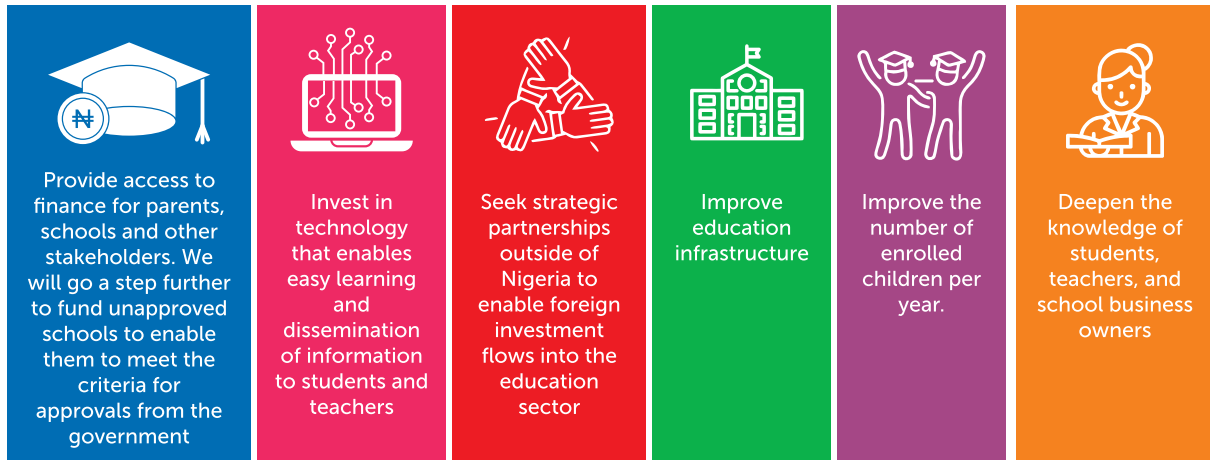 ₦
Provide access to
finance for parents,
schools and other
stakeholders. We
will go a step further
to fund unapproved
schools to enable
them to meet the
criteria for
approvals from the
government
Invest in
technology
that enables
easy learning
and
dissemination
of information
to students and
teachers
Seek strategic
partnerships
outside of
Nigeria to
enable foreign
investment
flows into the
education
sector
Improve
education
infrastructure
Improve the
number of
enrolled
children per
year.
Deepen the
knowledge of
students,
teachers, and
school business
owners